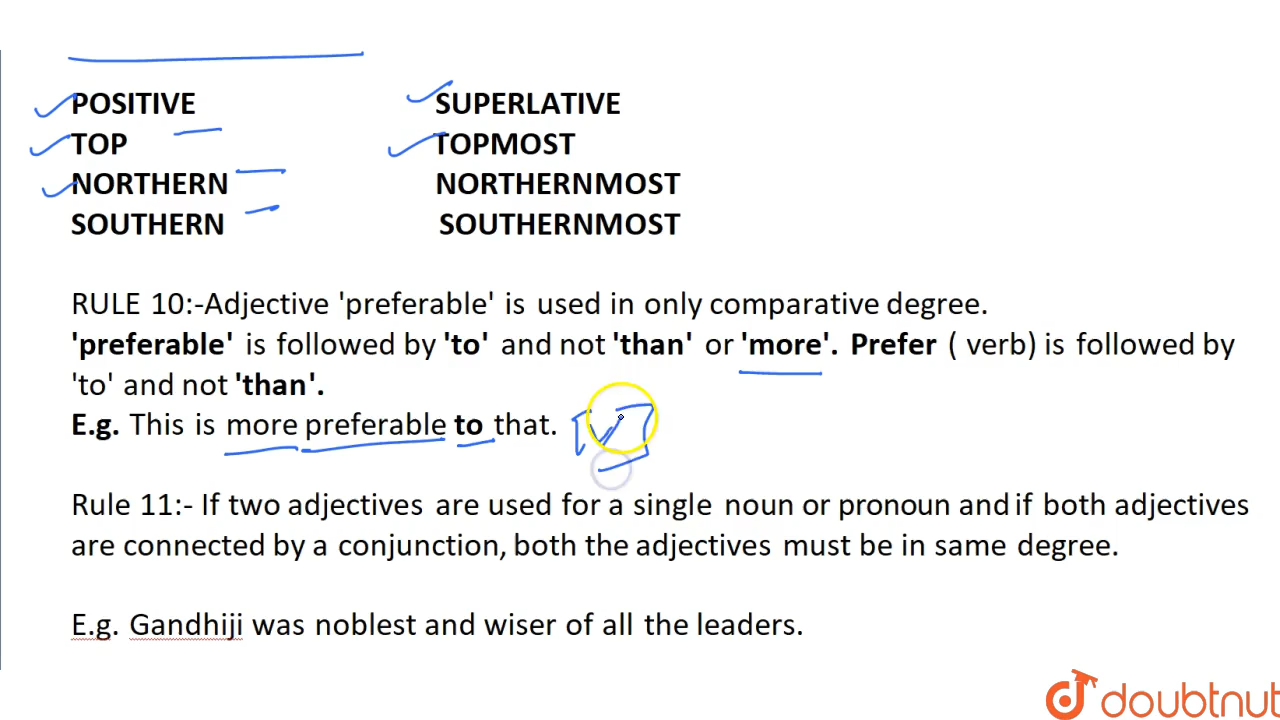 POSITIVE SUPERLATIVE
TOP TOPMOST
NORTHERN NORTHERNMOST
SOUTHERN SOUTHERNMOST
RULE 10:-Adjective 'preferable' is used in only comparative degree.
'preferable' is followed by 'to' and not 'than' or 'more'. Prefer ( verb) is followed by
'to' and not 'than'.
E.g. This is more preferable to that.
Rule 11:- If two adjectives are used for a single noun or pronoun and if both adjectives
are connected by a conjunction, both the adjectives must be in same degree.
E.g. Gandhiji was noblest and wiser of all the leaders.
doubtnut